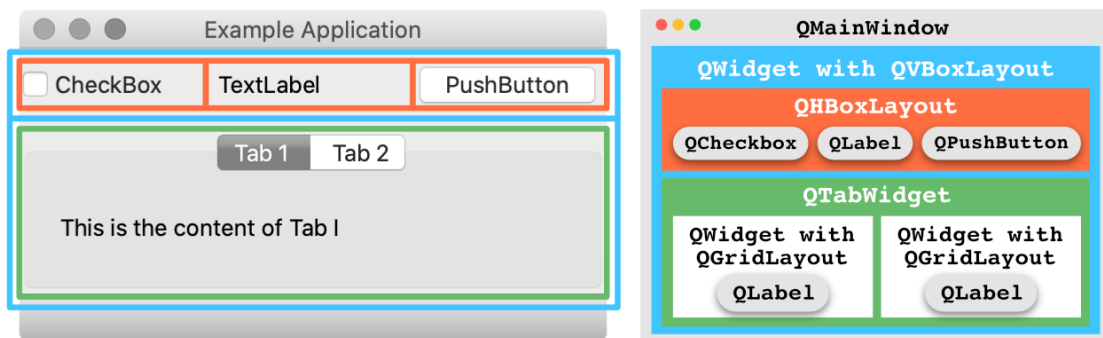 Example Application
CheckBox
TextLabel
PushButton
Tab 1
Tab 2
This is the content of Tab I
QMainWindow
QWidget with QVBoxLayout
QHBoxLayout
QCheckbox
QLabel
QPushButton
QTabWidget
QWidget with
QGridLayout
QLabel
QWidget with
QGridLayout
QLabel